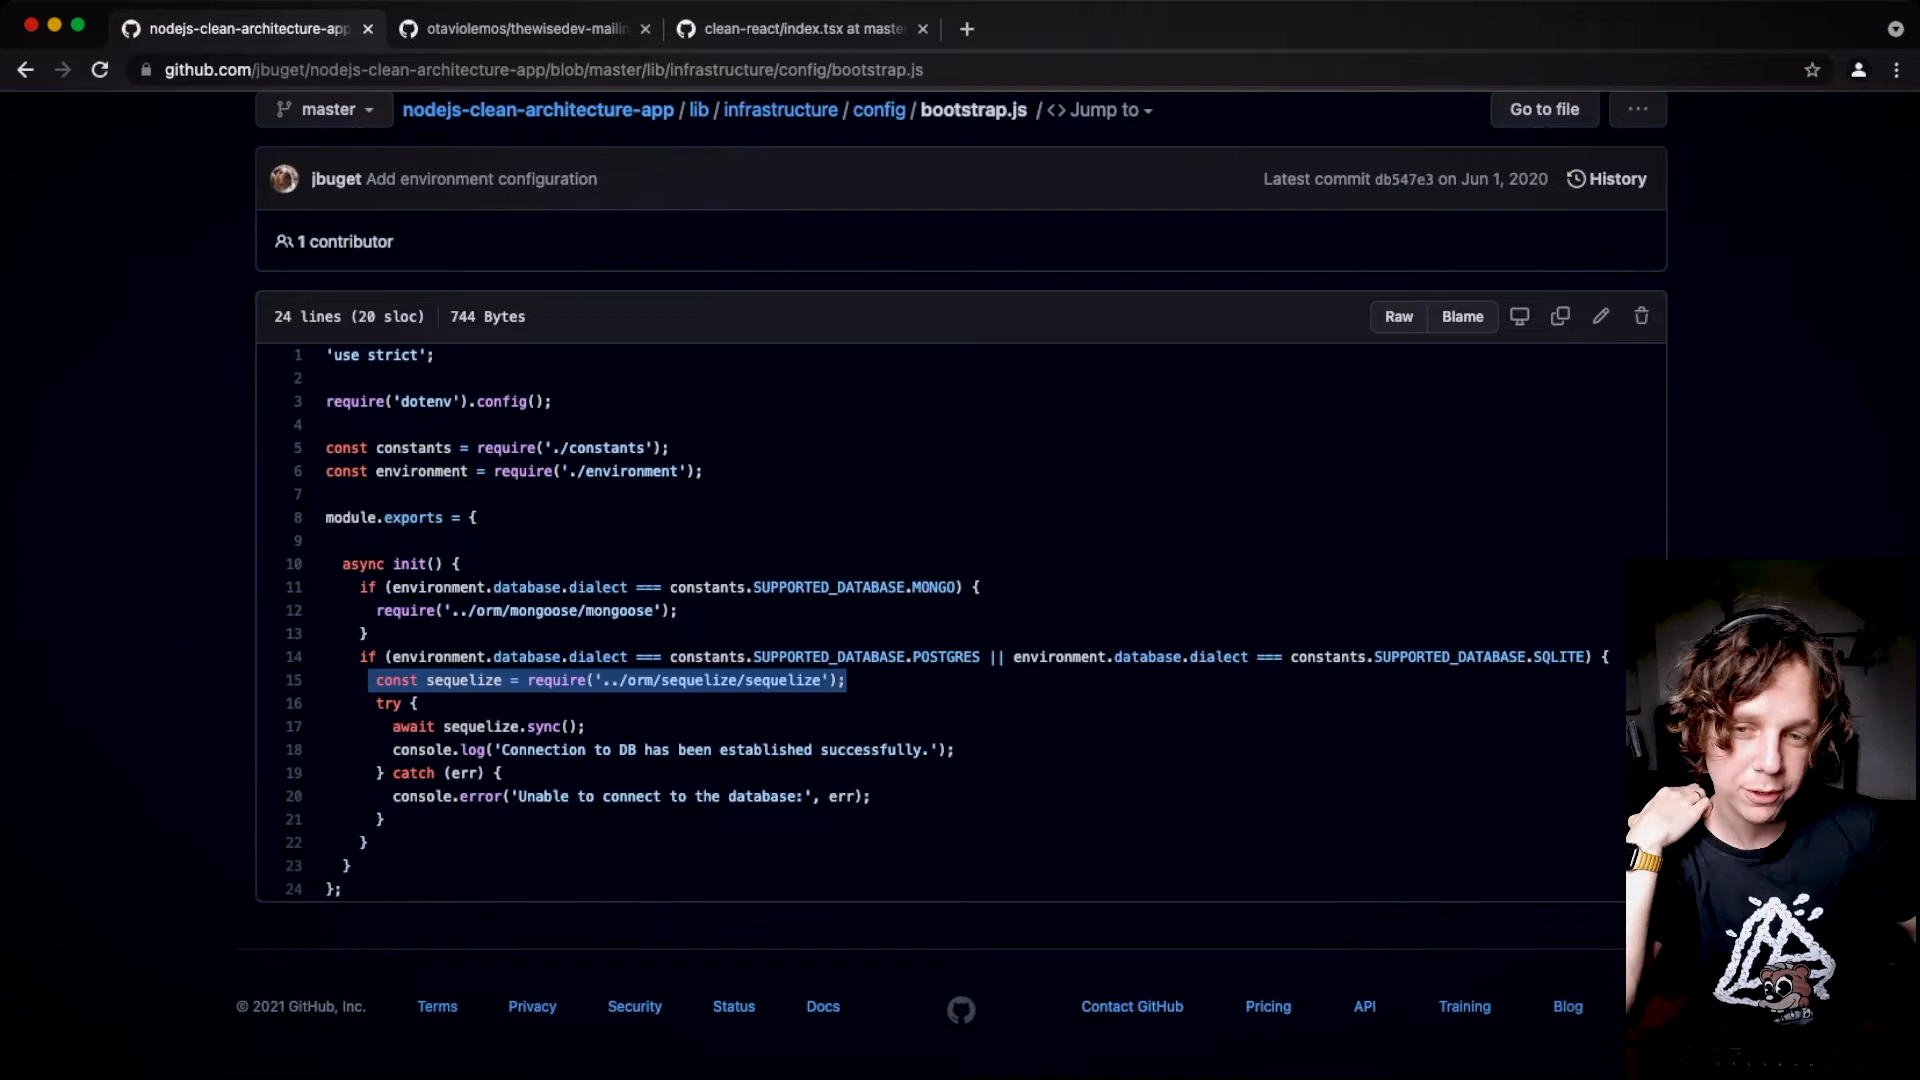 nodejs-clean-architecture-app
otaviolemos/thewisedev-mailin
clean-react/index.tsx at maste
github.com/jbuget/nodejs-clean-architecture-app/blob/master/lib/infrastructure/config/bootstrap.js
master
nodejs-clean-architecture-app / lib / infrastructure / config / bootstrap.js / <> Jump to
Go to file
...
jbuget Add environment configuration
Latest commit db547e3 on Jun 1, 2020
History
1 contributor
24 lines (20 sloc)
744 Bytes
Raw
Blame
1 'use strict';
2
3 require('dotenv').config();
4
5 const constants = require('./constants');
6 const environment = require('./environment');
7
8 module.exports = {
9
10 async init() {
11 if (environment.database.dialect === constants.SUPPORTED_DATABASE.MONGO) {
12 require('../orm/mongoose/mongoose');
13 }
14 if (environment.database.dialect === constants.SUPPORTED_DATABASE.POSTGRES || environment.database.dialect === constants.SUPPORTED_DATABASE.SQLITE) {
15 const sequelize = require('../orm/sequelize/sequelize');
16 try {
17 await sequelize.sync();
18 console.log('Connection to DB has been established successfully.');
19 } catch (err) {
20 console.error('Unable to connect to the database:', err);
21 }
22 }
23 }
24 };
© 2021 GitHub, Inc.
Terms
Privacy
Security
Status
Docs
Contact GitHub
Pricing
API
Training
Blog